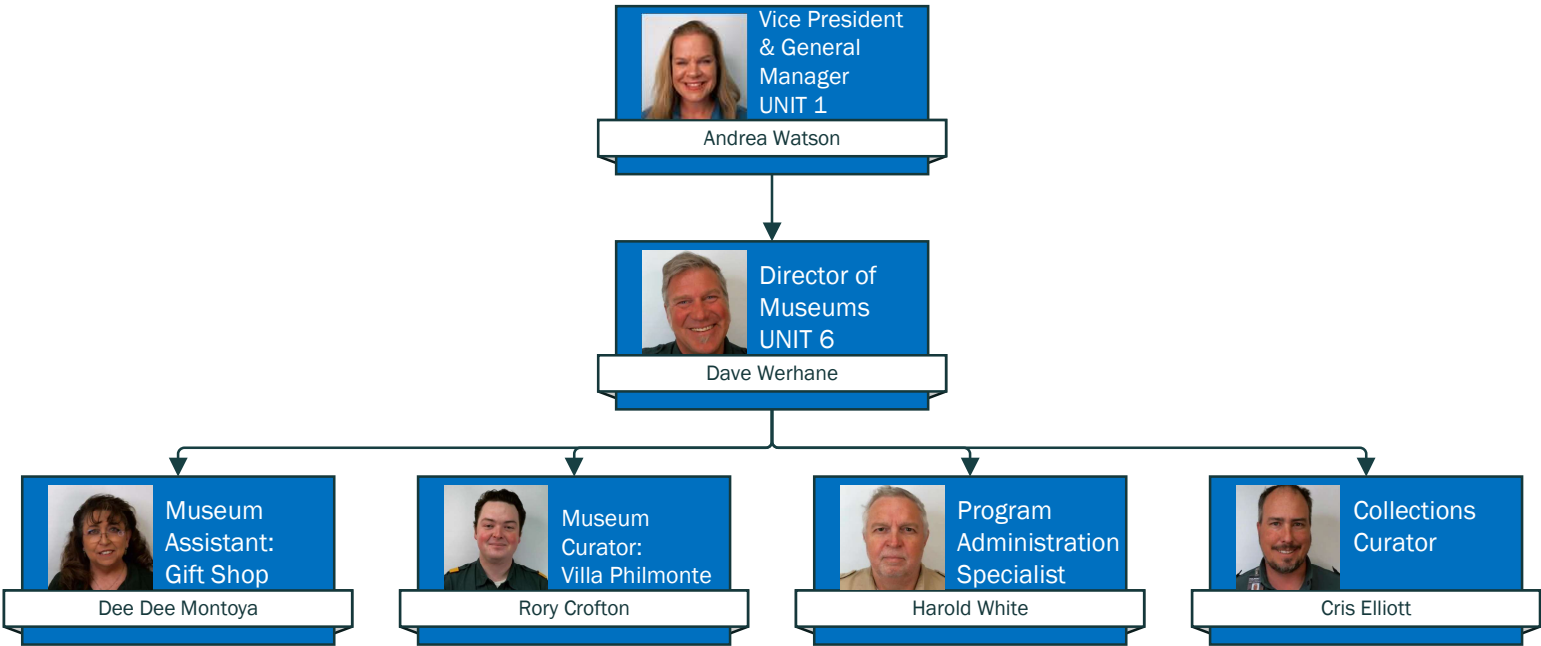 Vice President
& General
Manager
UNIT 1
Andrea Watson
Director of
Museums
UNIT 6
Dave Werhane
Museum
Assistant:
Gift Shop
Dee Dee Montoya
Museum
Curator:
Villa Philmonte
Rory Crofton
Program
Administration
Specialist
Harold White
Collections
Curator
Cris Elliott